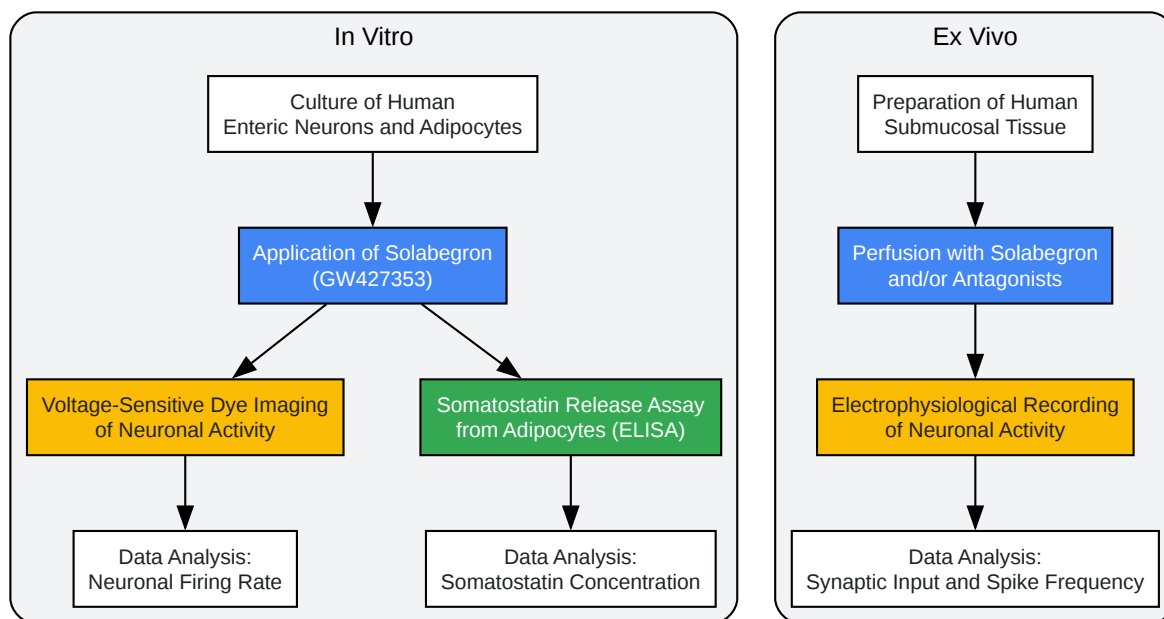 In Vitro
Culture of Human
Enteric Neurons and Adipocytes
Application of Solabegron
(GW427353)
Voltage-Sensitive Dye Imaging
of Neuronal Activity
Somatostatin Release Assay
from Adipocytes (ELISA)
Data Analysis:
Neuronal Firing Rate
Data Analysis:
Somatostatin Concentration
Ex Vivo
Preparation of Human
Submucosal Tissue
Perfusion with Solabegron
and/or Antagonists
Electrophysiological Recording
of Neuronal Activity
Data Analysis:
Synaptic Input and Spike Frequency